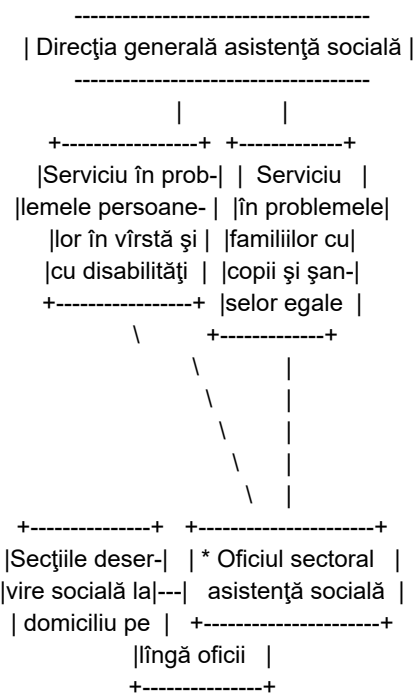 -------------------------------------
| Direcţia generală asistenţă socială |
-------------------------------------
| |
+-----------------+ +-------------+
|Serviciu în prob-| | Serviciu |
|lemele persoane- | |în problemele|
|lor în vîrstă şi | |familiilor cu|
|cu disabilităţi | |copii şi şan-|
+-----------------+ |selor egale |
\ +-------------+
\ |
\ |
\ |
\ |
\ |
+---------------+ +----------------------+
|Secţiile deser-| | * Oficiul sectoral |
|vire socială la|---| asistenţă socială |
| domiciliu pe | +----------------------+
|lîngă oficii |
+---------------+